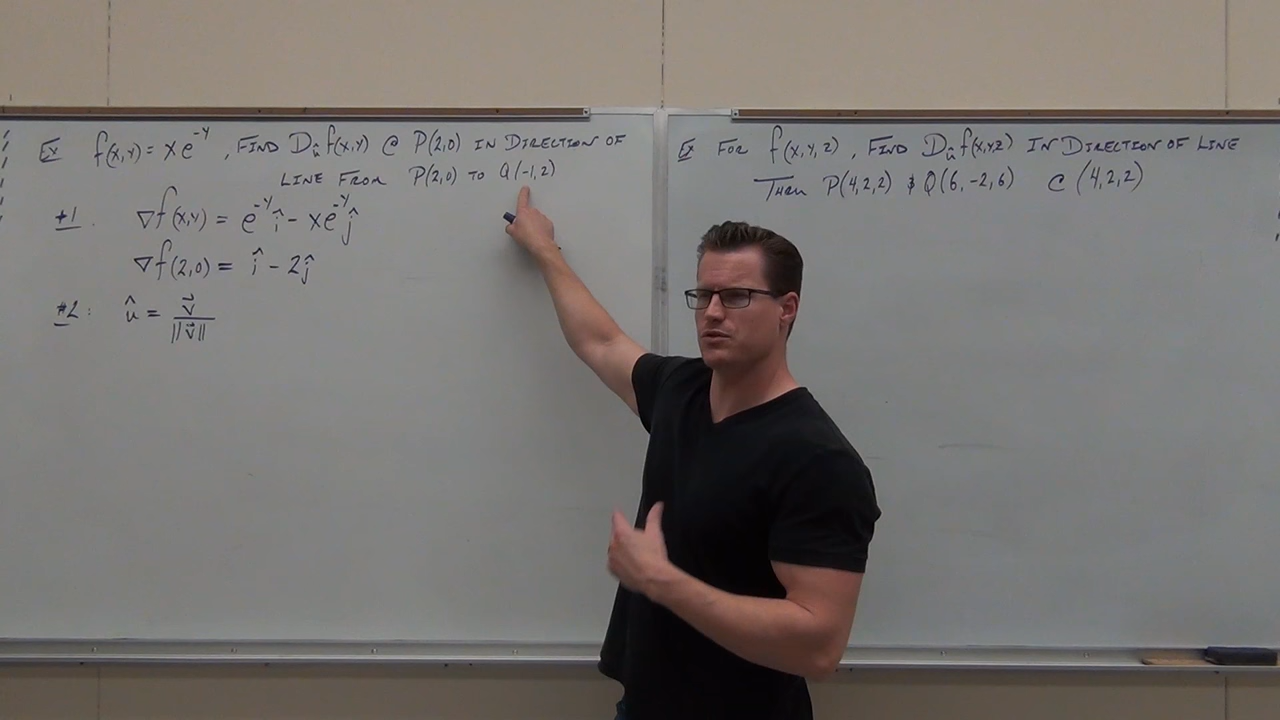 Ex f(x,y) = xe^{-y}, FIND D_û f(x,y) @ P(2,0) IN DIRECTION OF
LINE FROM P(2,0) TO Q(-1,2)
#1. ∇f(x,y) = e^{-y}î - xe^{-y}ĵ
∇f(2,0) = î - 2ĵ
#2: û = v⃗ / ||v⃗||
Ex FOR f(x,y,z), FIND D_û f(x,y,z) IN DIRECTION OF LINE
THRU P(4,2,2) & Q(6,-2,6) @ (4,2,2)